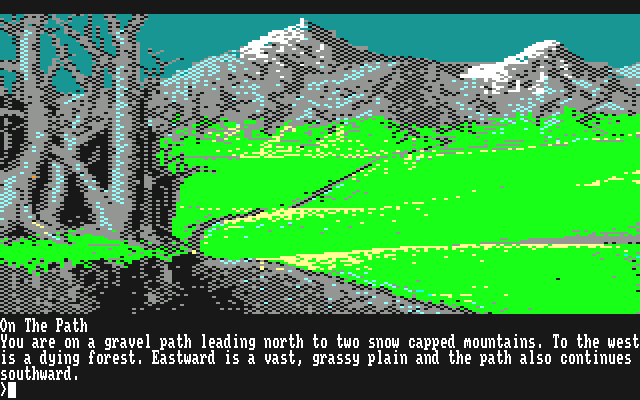 On The Path
You are on a gravel path leading north to two snow capped mountains. To the west
is a dying forest. Eastward is a vast, grassy plain and the path also continues
southward.
>